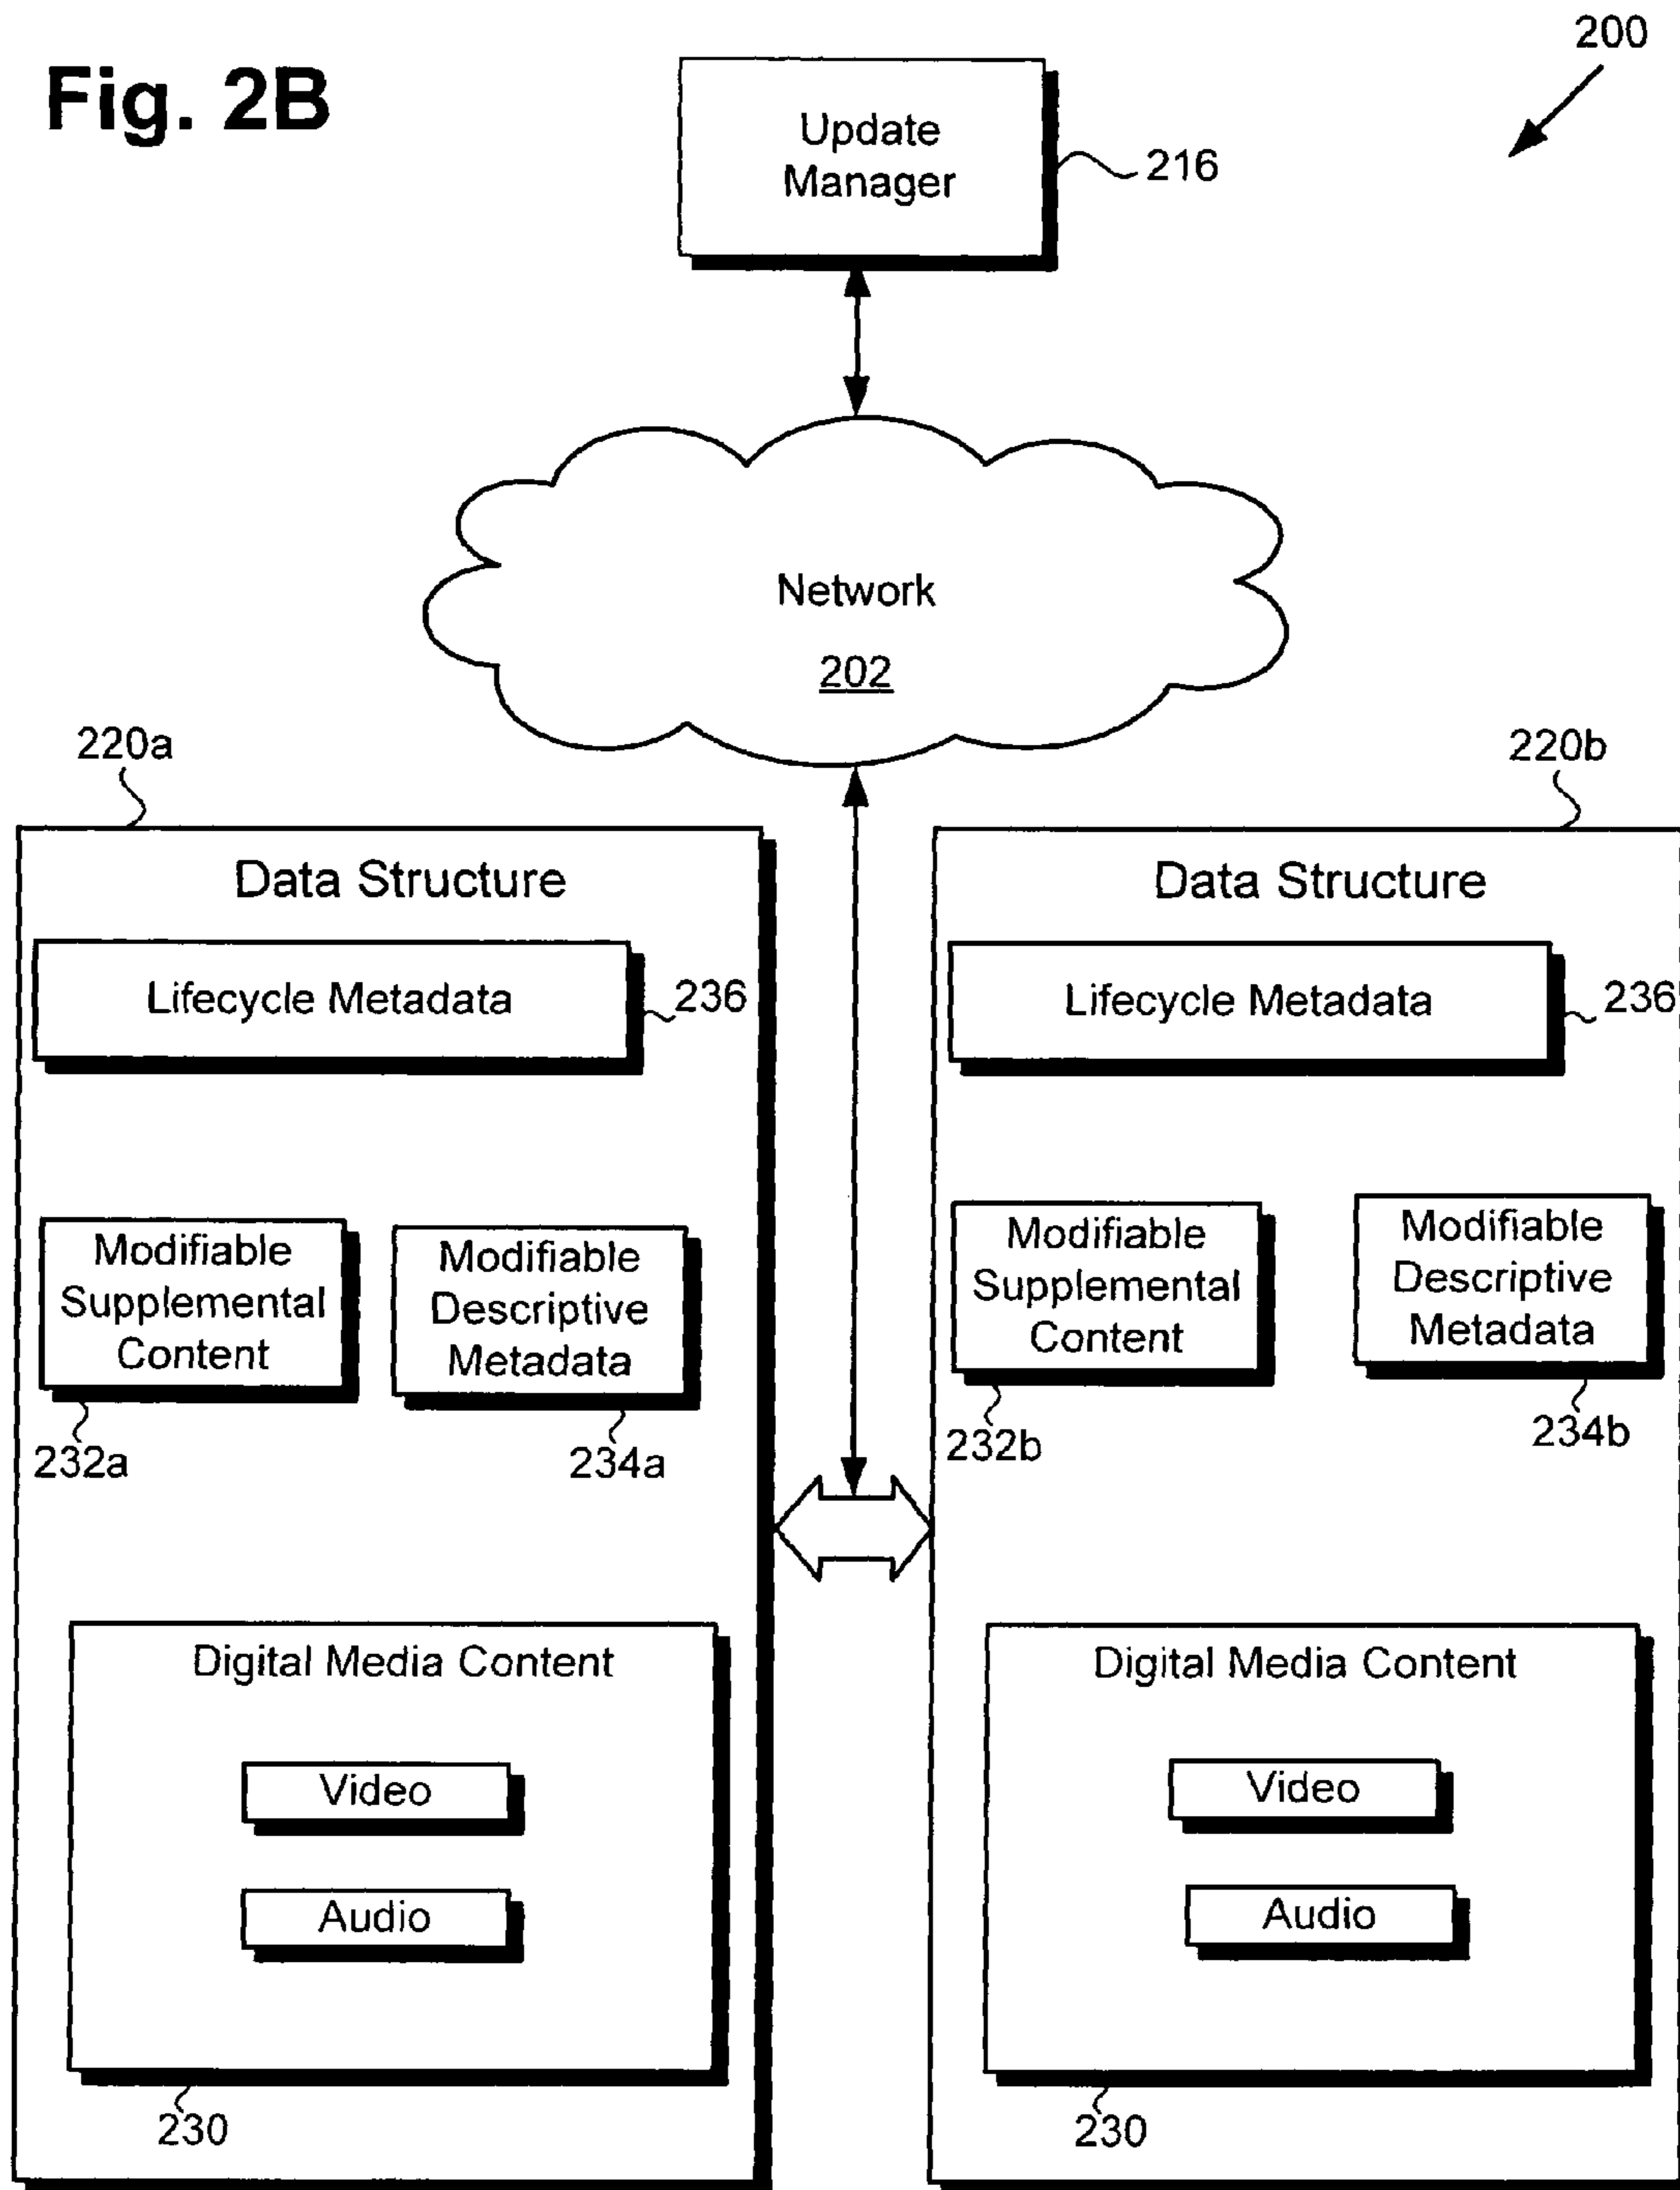 Fig. 2B
200
Update
Manager
216
Network
202
220a
220b
Data Structure
Lifecycle Metadata
236
Modifiable
Supplemental
Content
232a
Modifiable
Descriptive
Metadata
234a
Digital Media Content
Video
Audio
230
Data Structure
Lifecycle Metadata
236
Modifiable
Supplemental
Content
232b
Modifiable
Descriptive
Metadata
234b
Digital Media Content
Video
Audio
230